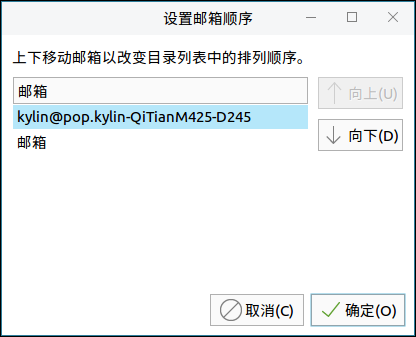 设置邮箱顺序
上下移动邮箱以改变目录列表中的排列顺序。
邮箱
向上(U)
kylin@pop.kylin-QiTianM425-D245
向下(D)
邮箱
取消(C)
确定(O)